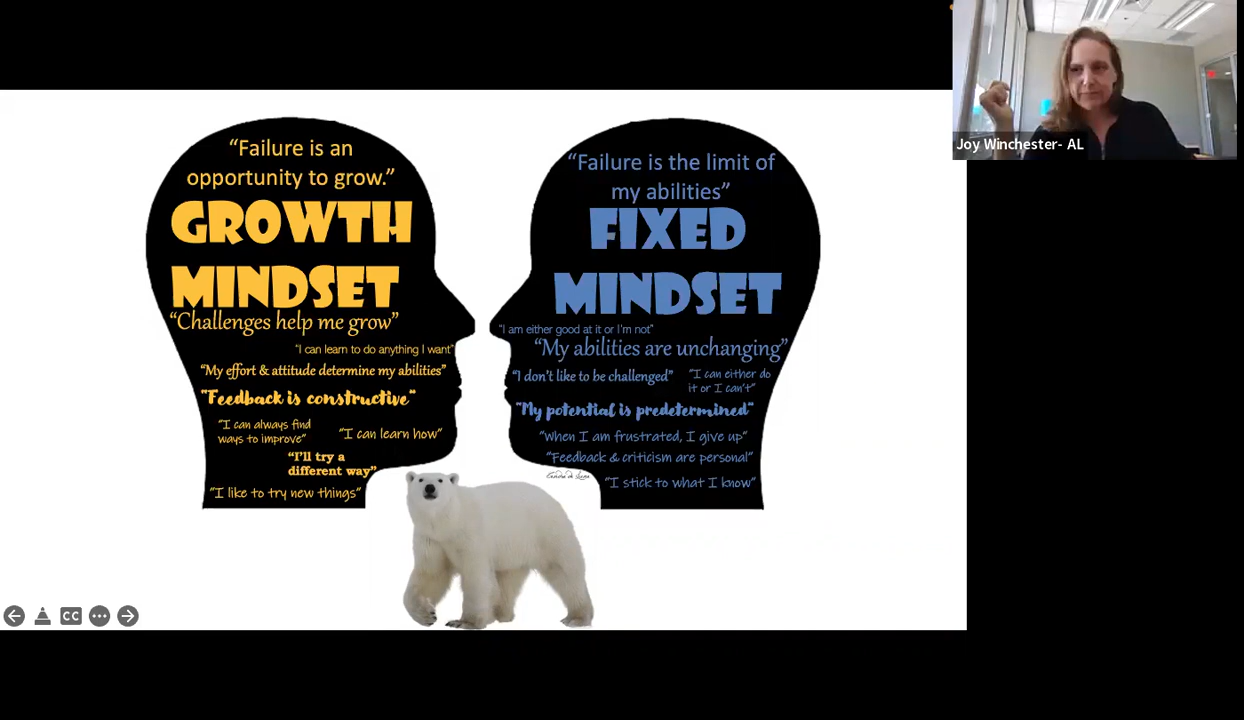 “Failure is an
opportunity to grow.”
GROWTH
MINDSET
“Challenges help me grow”
"I can learn to do anything I want"
“My effort & attitude determine my abilities”
"Feedback is constructive"
“I can always find
ways to improve”
“I can learn how”
“I’ll try a
different way”
“I like to try new things”
“Failure is the limit of
my abilities”
FIXED
MINDSET
"I am either good at it or I'm not"
“My abilities are unchanging”
“I don’t like to be challenged”
“I can either do
it or I can’t”
"My potential is predetermined"
“when I am frustrated, I give up”
“Feedback & criticism are personal”
“I stick to what I know”
Joy Winchester- AL
CC